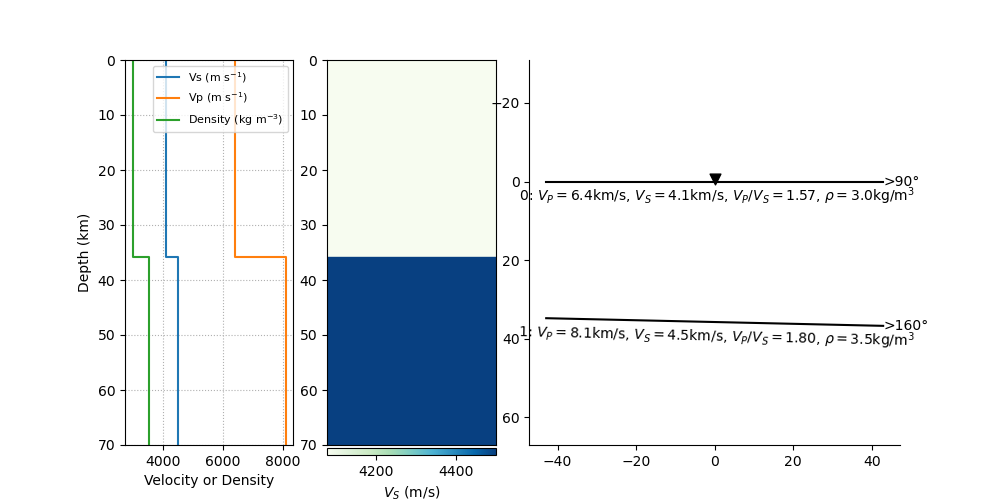 0
10
20
30
40
50
60
70
Depth (km)
4000 6000 8000
Velocity or Density
Vs (m s⁻¹)
Vp (m s⁻¹)
Density (kg m⁻³)
0
10
20
30
40
50
60
70
4200 4400
V_S (m/s)
−20
0
20
40
60
−40 −20 0 20 40
>90°
0: V_P = 6.4km/s, V_S = 4.1km/s, V_P/V_S = 1.57, ρ = 3.0kg/m³
>160°
1: V_P = 8.1km/s, V_S = 4.5km/s, V_P/V_S = 1.80, ρ = 3.5kg/m³